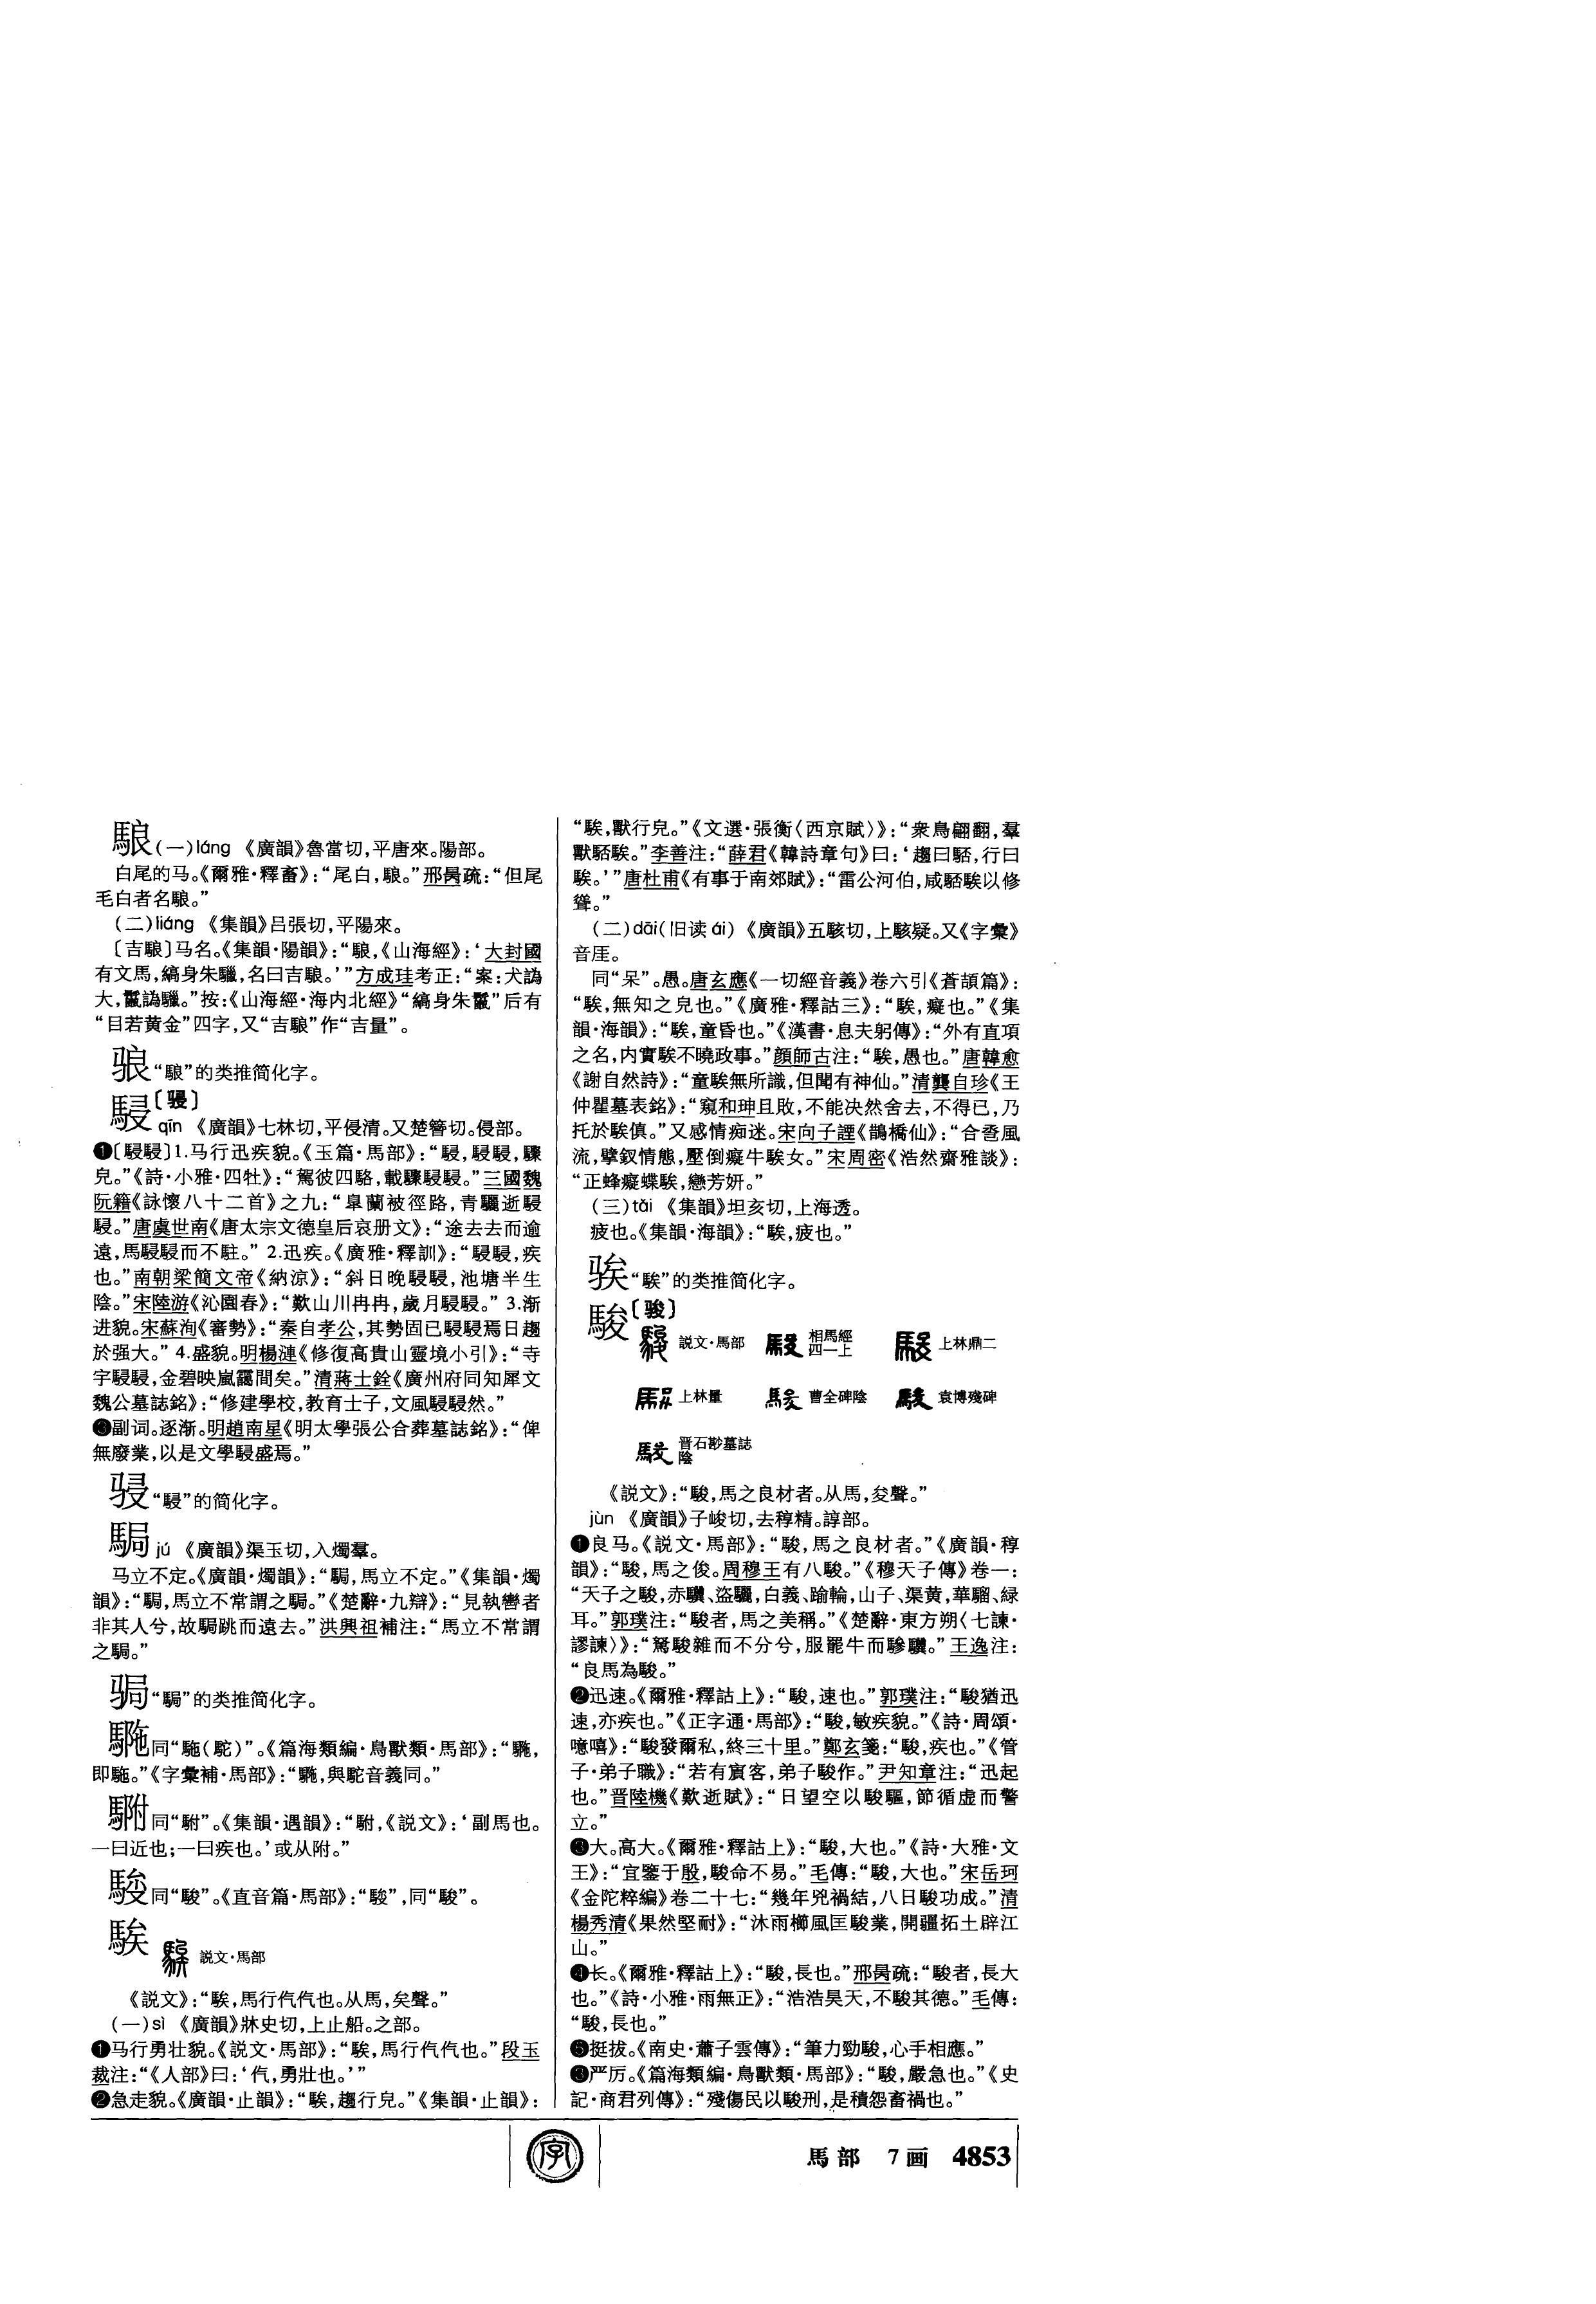 駺(一)láng 《廣韻》魯當切,平唐來。陽部。
白尾的马。《爾雅·釋畜》:“尾白,駺。”邢昺疏:“但尾
毛白者名駺。”
(二)liáng 《集韻》吕張切,平陽來。
〔吉駺〕马名。《集韻·陽韻》:“駺,《山海經》:‘大封國
有文馬,縞身朱驖,名曰吉駺。’”方成珪考正:“案:犬譌
大,鬣譌驖。”按:《山海經·海内北經》“縞身朱鬣”后有
“目若黄金”四字,又“吉駺”作“吉量”。
𬳽“駺”的类推简化字。
駸〔骎〕
qīn 《廣韻》七林切,平侵清。又楚簪切。侵部。
❶〔駸駸〕1.马行迅疾貌。《玉篇·馬部》:“駸,駸駸,驟
皃。”《詩·小雅·四牡》:“駕彼四駱,載驟駸駸。”三國魏
阮籍《詠懷八十二首》之九:“臯蘭被徑路,青驪逝駸
駸。”唐虞世南《唐太宗文德皇后哀册文》:“途去去而逾
遠,馬駸駸而不駐。” 2.迅疾。《廣雅·釋訓》:“駸駸,疾
也。”南朝梁簡文帝《納涼》:“斜日晚駸駸,池塘半生
陰。”宋陸游《沁園春》:“歎山川冉冉,歲月駸駸。” 3.渐
进貌。宋蘇洵《審勢》:“秦自孝公,其勢固已駸駸焉日趨
於强大。” 4.盛貌。明楊漣《修復高貴山靈境小引》:“寺
宇駸駸,金碧映嵐靄間矣。”清蔣士銓《廣州府同知犀文
魏公墓誌銘》:“修建學校,教育士子,文風駸駸然。”
❸副词。逐渐。明趙南星《明太學張公合葬墓誌銘》:“俾
無廢業,以是文學駸盛焉。”
骎“駸”的简化字。
駶jú 《廣韻》渠玉切,入燭羣。
马立不定。《廣韻·燭韻》:“駶,馬立不定。”《集韻·燭
韻》:“駶,馬立不常謂之駶。”《楚辭·九辯》:“見執轡者
非其人兮,故駶跳而遠去。”洪興祖補注:“馬立不常謂
之駶。”
“駶”的类推简化字。
同“駞(駝)”。《篇海類編·鳥獸類·馬部》:“
即駞。”《字彙補·馬部》:“ ,與駝音義同。”
同“駙”。《集韻·遇韻》:“駙,《説文》:‘副馬也。
一曰近也;一曰疾也。’或从附。”
同“駿”。《直音篇·馬部》:“駿”,同“ ”。
騃 説文·馬部
《説文》:“騃,馬行仡仡也。从馬,矣聲。”
(一)sì 《廣韻》牀史切,上止船。之部。
❶马行勇壮貌。《説文·馬部》:“騃,馬行仡仡也。”段玉
裁注:“《人部》曰:‘仡,勇壯也。’”
❷急走貌。《廣韻·止韻》:“騃,趨行皃。”《集韻·止韻》:
“騃,獸行皃。”《文選·張衡〈西京賦〉》:“衆鳥翩翻,羣
獸駓騃。”李善注:“薛君《韓詩章句》曰:‘趨曰駓,行曰
騃。’”唐杜甫《有事于南郊賦》:“雷公河伯,咸駓騃以修
聳。”
(二)dāi(旧读ái) 《廣韻》五駭切,上駭疑。又《字彙》
音厓。
同“呆”。愚。唐玄應《一切經音義》卷六引《蒼頡篇》:
“騃,無知之皃也。”《廣雅·釋詁三》:“騃,癡也。”《集
韻·海韻》:“騃,童昏也。”《漢書·息夫躬傳》:“外有直項
之名,内實騃不曉政事。”顔師古注:“騃,愚也。”唐韓愈
《謝自然詩》:“童騃無所識,但聞有神仙。”清龔自珍《王
仲瞿墓表銘》:“窺和珅且敗,不能決然舍去,不得已,乃
托於騃傎。”又感情痴迷。宋向子諲《鵲橋仙》:“合巹風
流,擘釵情態,壓倒癡牛騃女。”宋周密《浩然齋雅談》:
“正蜂癡蝶騃,戀芳妍。”
(三)tǎi 《集韻》坦亥切,上海透。
疲也。《集韻·海韻》:“騃,疲也。”
“騃”的类推简化字。
駿〔骏〕
説文·馬部 相馬經四一上 上林鼎二
上林量 曹全碑陰 袁博殘碑
晋石尠墓誌陰
《説文》:“駿,馬之良材者。从馬,夋聲。”
jùn 《廣韻》子峻切,去稕精。諄部。
❶良马。《説文·馬部》:“駿,馬之良材者。”《廣韻·稕
韻》:“駿,馬之俊。周穆王有八駿。”《穆天子傳》卷一:
“天子之駿,赤驥、盜驪,白義、踰輪,山子、渠黄,華騮、緑
耳。”郭璞注:“駿者,馬之美稱。”《楚辭·東方朔〈七諫·
謬諫〉》:“駑駿雜而不分兮,服罷牛而驂驥。”王逸注:
“良馬為駿。”
❷迅速。《爾雅·釋詁上》:“駿,速也。”郭璞注:“駿猶迅
速,亦疾也。”《正字通·馬部》:“駿,敏疾貌。”《詩·周頌·
噫嘻》:“駿發爾私,終三十里。”鄭玄箋:“駿,疾也。”《管
子·弟子職》:“若有賓客,弟子駿作。”尹知章注:“迅起
也。”晋陸機《歎逝賦》:“日望空以駿驅,節循虚而警
立。”
❸大。高大。《爾雅·釋詁上》:“駿,大也。”《詩·大雅·文
王》:“宜鑒于殷,駿命不易。”毛傳:“駿,大也。”宋岳珂
《金陀粹編》卷二十七:“幾年兇禍結,八日駿功成。”清
楊秀清《果然堅耐》:“沐雨櫛風匡駿業,開疆拓土辟江
山。”
❹长。《爾雅·釋詁上》:“駿,長也。”邢昺疏:“駿者,長大
也。”《詩·小雅·雨無正》:“浩浩昊天,不駿其德。”毛傳:
“駿,長也。”
❺挺拔。《南史·蕭子雲傳》:“筆力勁駿,心手相應。”
❸严厉。《篇海類編·鳥獸類·馬部》:“駿,嚴急也。”《史
記·商君列傳》:“殘傷民以駿刑,是積怨畜禍也。”
字
馬部 7画 4853